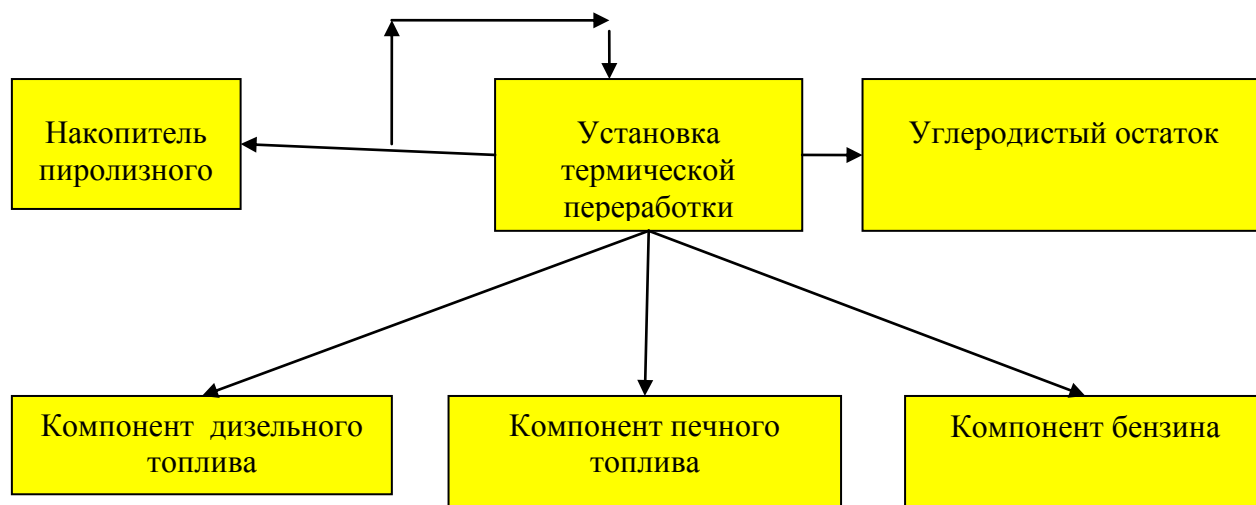 Накопитель
пиролизного
Установка
термической
переработки
Углеродистый остаток
Компонент дизельного
топлива
Компонент печного
топлива
Компонент бензина